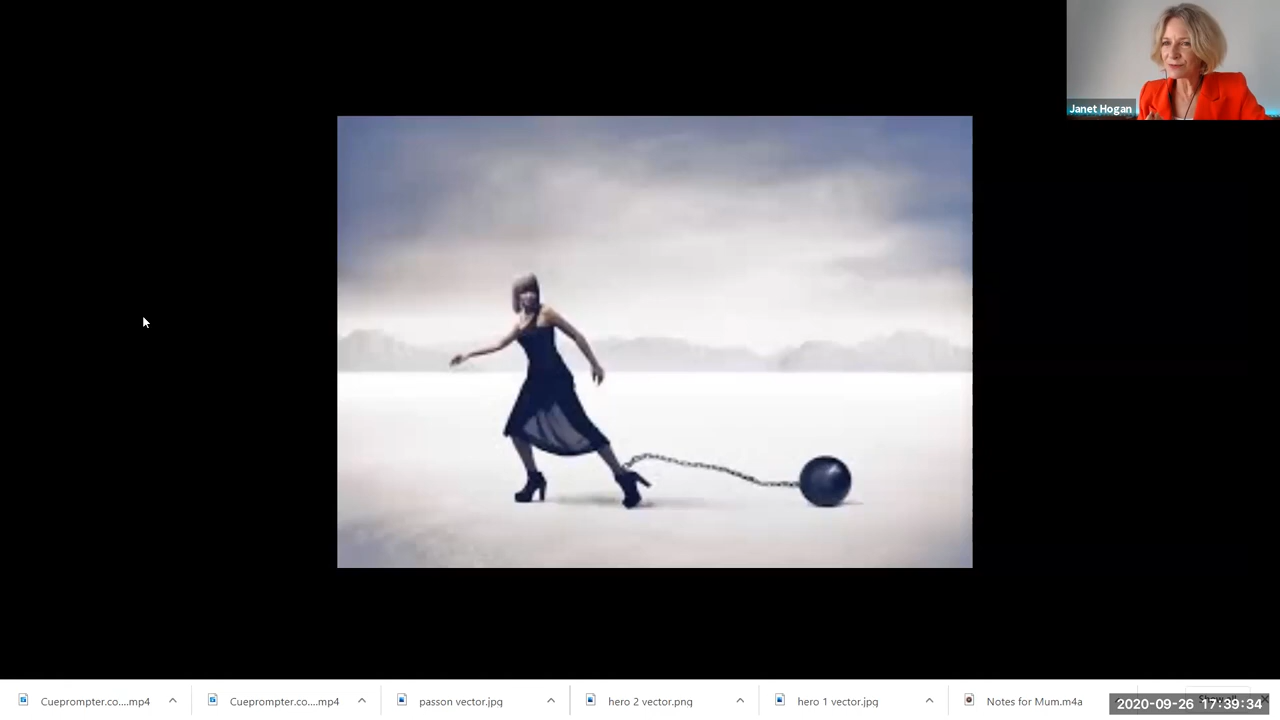 Janet Hogan
Cueprompter.co....mp4
Cueprompter.co....mp4
passon vector.jpg
hero 2 vector.png
hero 1 vector.jpg
Notes for Mum.m4a
2020-09-26 17:39:34